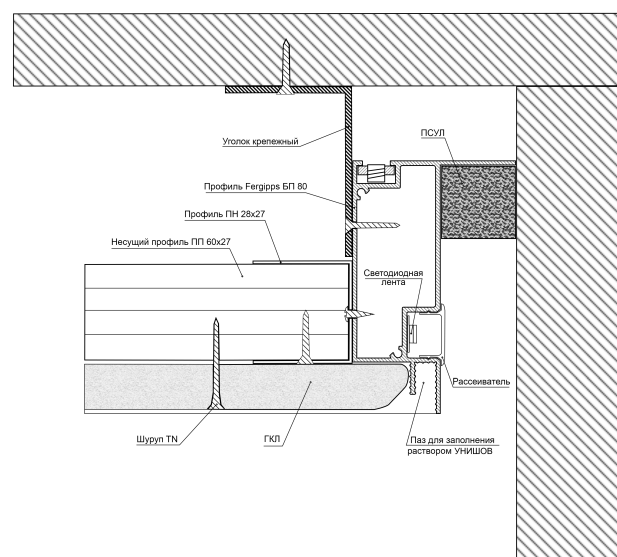 ПСУЛ
Уголок крепежный
Профиль Fergipps БП 80
Профиль ПН 28x27
Несущий профиль ПП 60x27
Светодиодная
лента
Рассеиватель
Шуруп TN
ГКЛ
Паз для заполнения
раствором УНИШОВ